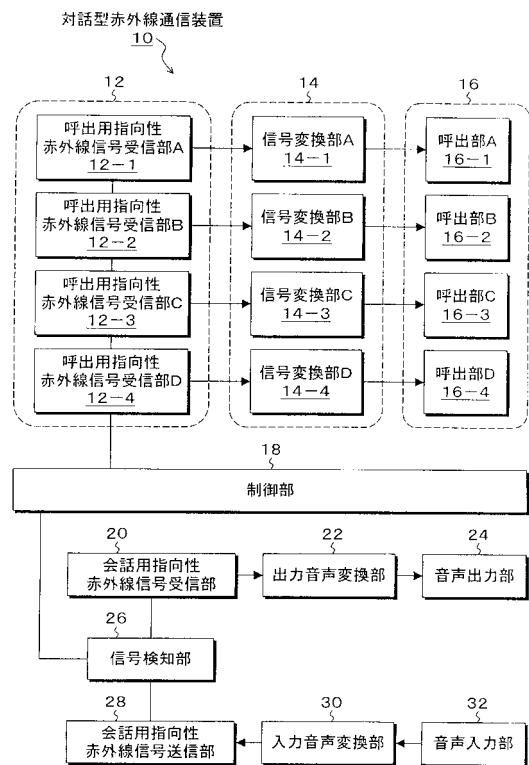 対話型赤外線通信装置
10
12
14
16
呼出用指向性
赤外線信号受信部A
12-1
信号変換部A
14-1
呼出部A
16-1
呼出用指向性
赤外線信号受信部B
12-2
信号変換部B
14-2
呼出部B
16-2
呼出用指向性
赤外線信号受信部C
12-3
信号変換部C
14-3
呼出部C
16-3
呼出用指向性
赤外線信号受信部D
12-4
信号変換部D
14-4
呼出部D
16-4
18
制御部
20
会話用指向性
赤外線信号受信部
22
出力音声変換部
24
音声出力部
26
信号検知部
28
会話用指向性
赤外線信号送信部
30
入力音声変換部
32
音声入力部